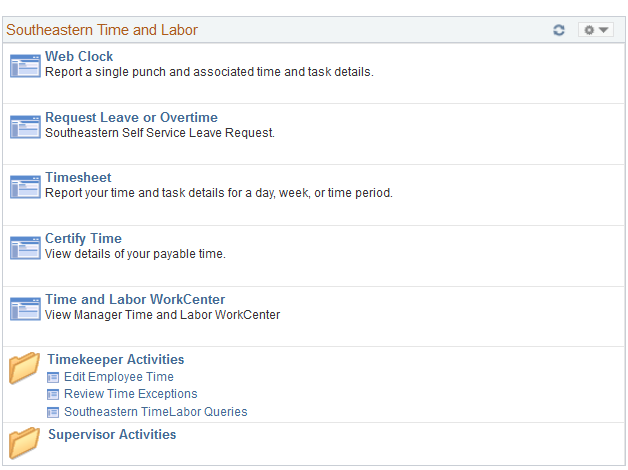 Southeastern Time and Labor
Web Clock
Report a single punch and associated time and task details.
Request Leave or Overtime
Southeastern Self Service Leave Request.
Timesheet
Report your time and task details for a day, week, or time period.
Certify Time
View details of your payable time.
Time and Labor WorkCenter
View Manager Time and Labor WorkCenter
Timekeeper Activities
Edit Employee Time
Review Time Exceptions
Southeastern TimeLabor Queries
Supervisor Activities